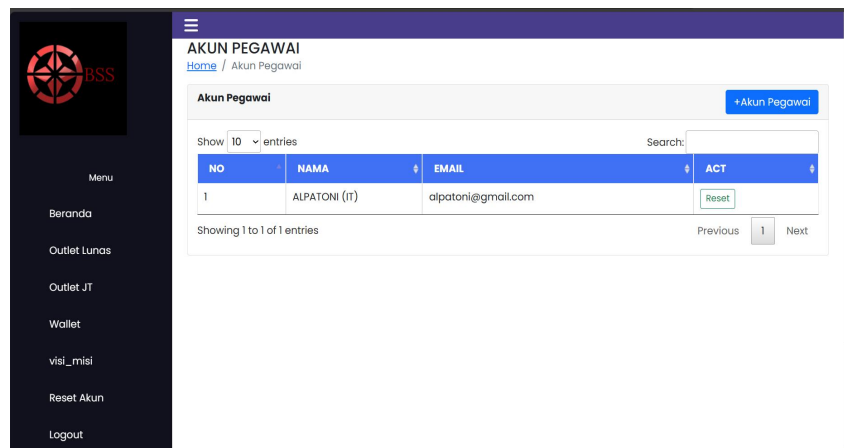 BSS
Menu
Beranda
Outlet Lunas
Outlet JT
Wallet
visi_misi
Reset Akun
Logout
AKUN PEGAWAI
Home / Akun Pegawai
Akun Pegawai
+Akun Pegawai
Show 10 entries
Search:
NO NAMA EMAIL ACT
1 ALPATONI (IT) alpatoni@gmail.com Reset
Showing 1 to 1 of 1 entries
Previous 1 Next